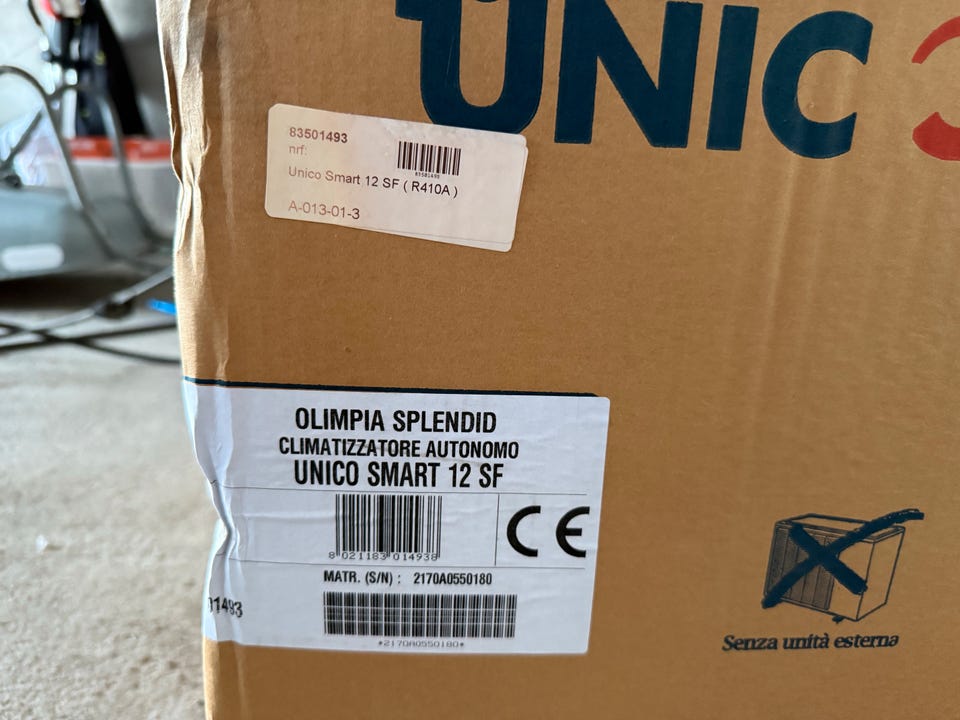 UNIC
83501493
nrf:
83501493
Unico Smart 12 SF ( R410A )
A-013-01-3
OLIMPIA SPLENDID
CLIMATIZZATORE AUTONOMO
UNICO SMART 12 SF
8 021183 014938
CE
MATR. (S/N) : 2170A0550180
*2170A0550180*
01493
Senza unità esterna